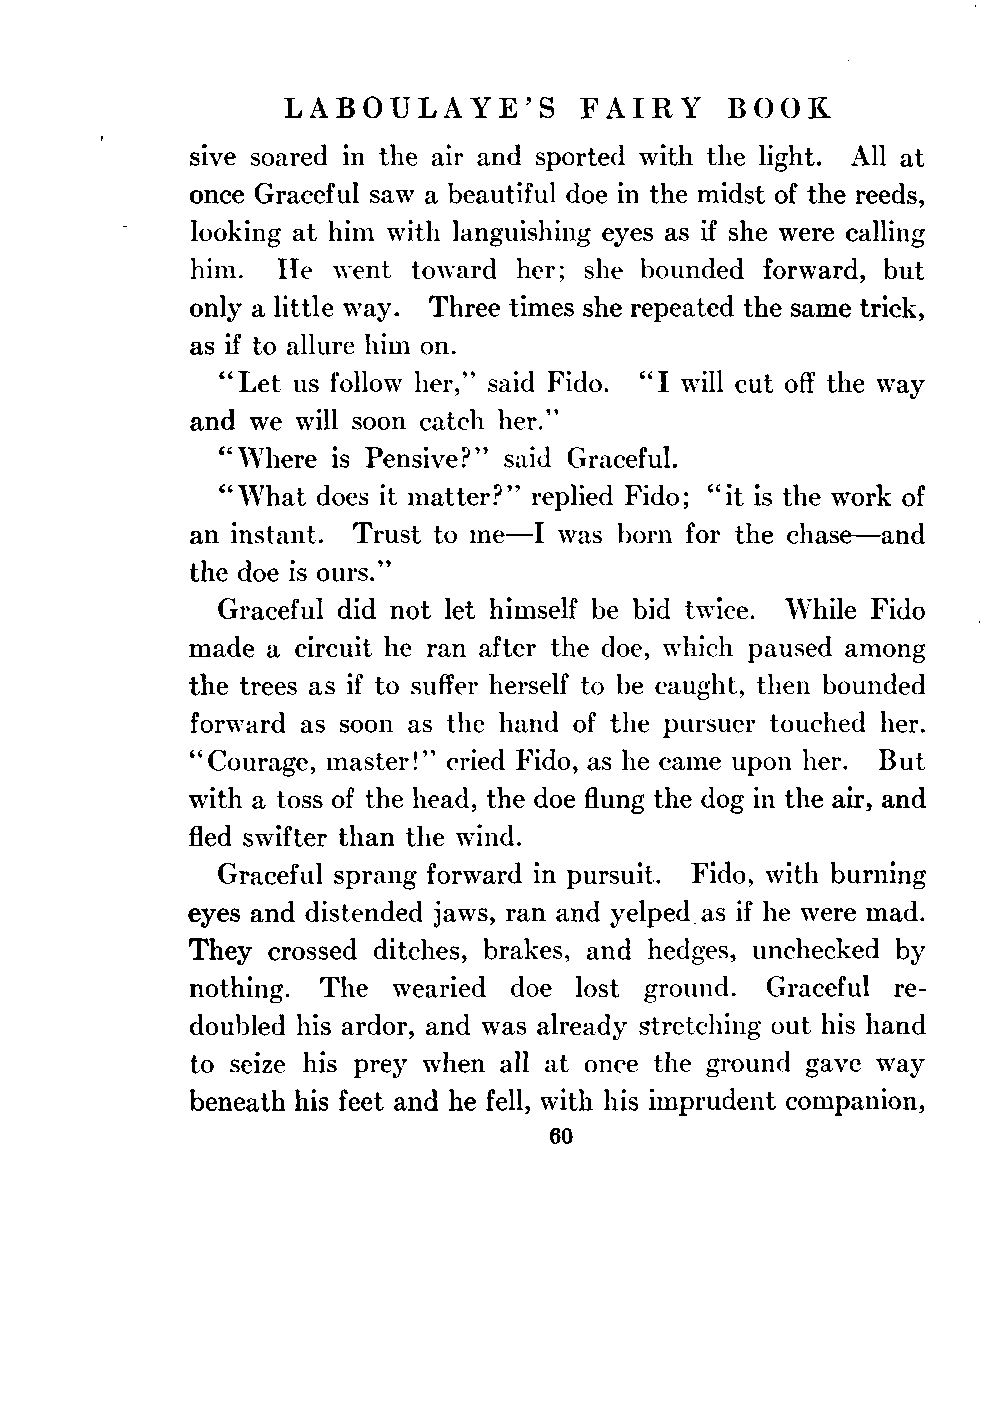 LABOULAYE'S FAIRY BOOK
sive soared in the air and sported with the light. All at
once Graceful saw a beautiful doe in the midst of the reeds,
looking at him with languishing eyes as if she were calling
him. He went toward her; she bounded forward, but
only a little way. Three times she repeated the same trick,
as if to allure him on.
"Let us follow her," said Fido. "I will cut off the way
and we will soon catch her."
"Where is Pensive?" said Graceful.
"What does it matter?" replied Fido; "it is the work of
an instant. Trust to me—I was born for the chase—and
the doe is ours."
Graceful did not let himself be bid twice. While Fido
made a circuit he ran after the doe, which paused among
the trees as if to suffer herself to be caught, then bounded
forward as soon as the hand of the pursuer touched her.
"Courage, master!" cried Fido, as he came upon her. But
with a toss of the head, the doe flung the dog in the air, and
fled swifter than the wind.
Graceful sprang forward in pursuit. Fido, with burning
eyes and distended jaws, ran and yelped as if he were mad.
They crossed ditches, brakes, and hedges, unchecked by
nothing. The wearied doe lost ground. Graceful re-
doubled his ardor, and was already stretching out his hand
to seize his prey when all at once the ground gave way
beneath his feet and he fell, with his imprudent companion,
60